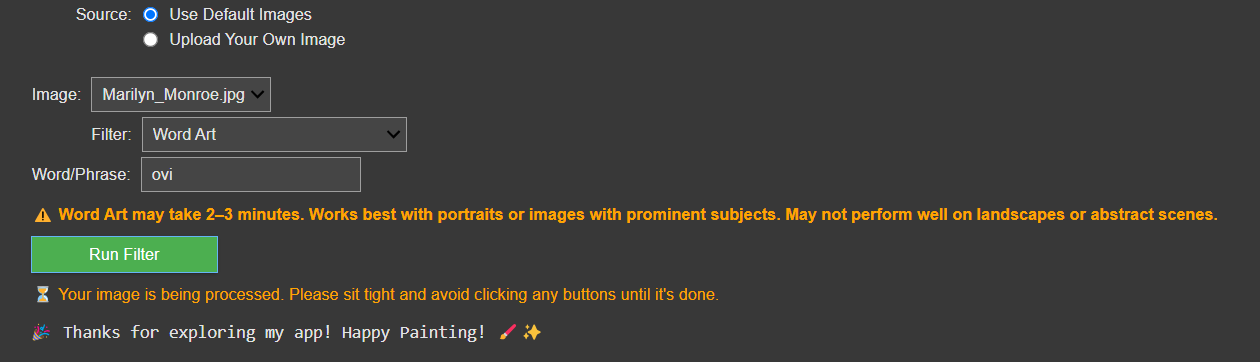 Source: Use Default Images
Upload Your Own Image
Image: Marilyn_Monroe.jpg
Filter: Word Art
Word/Phrase: ovi
⚠️ Word Art may take 2–3 minutes. Works best with portraits or images with prominent subjects. May not perform well on landscapes or abstract scenes.
Run Filter
⏳ Your image is being processed. Please sit tight and avoid clicking any buttons until it's done.
🎉 Thanks for exploring my app! Happy Painting! 🖌️✨